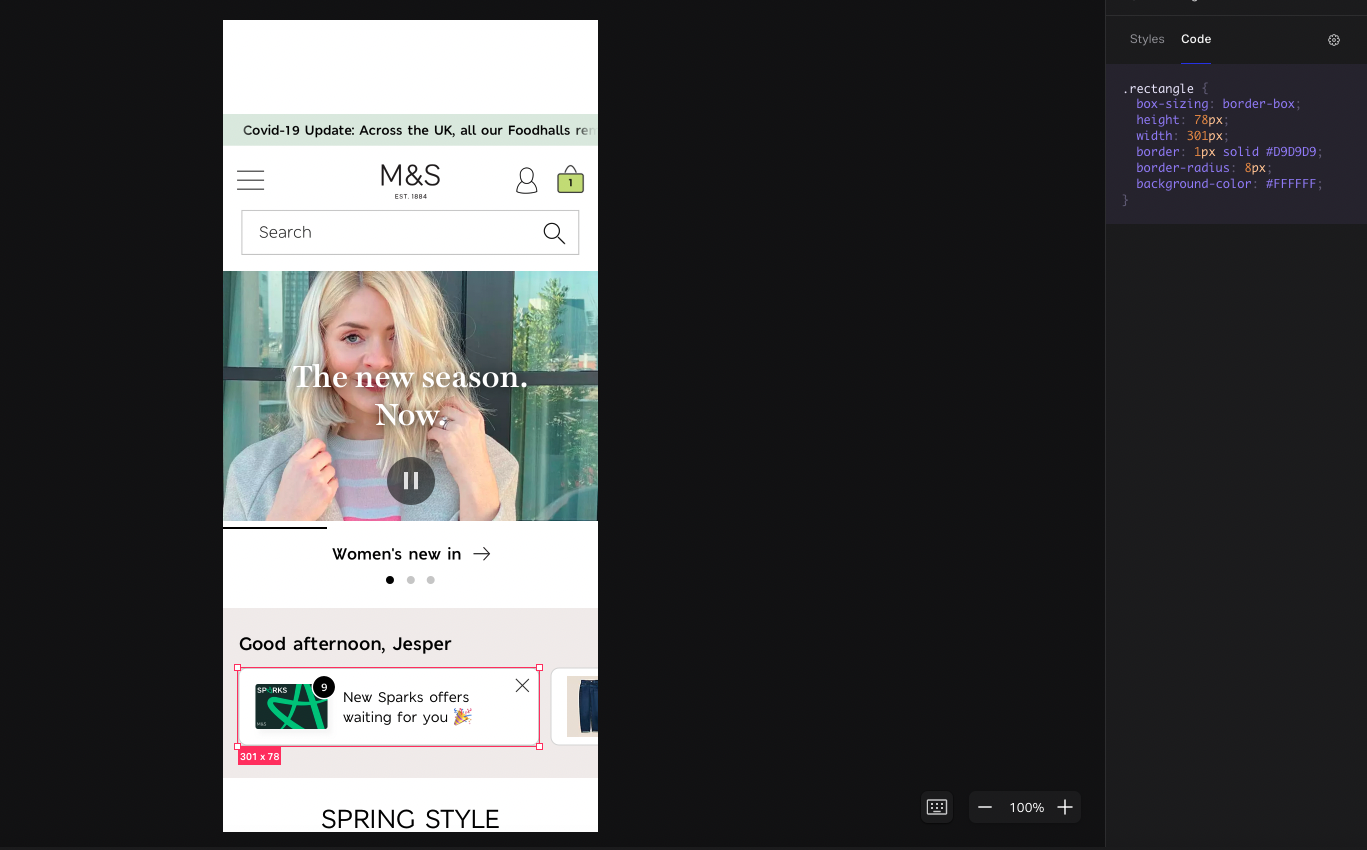 Styles Code
.rectangle {
box-sizing: border-box;
height: 78px;
width: 301px;
border: 1px solid #D9D9D9;
border-radius: 8px;
background-color: #FFFFFF;
}
Covid-19 Update: Across the UK, all our Foodhalls
M&S
EST. 1884
1
Search
The new season.
Now.
Women's new in
Good afternoon, Jesper
SPARKS
9
M&S
New Sparks offers
waiting for you 🎉
301 x 78
SPRING STYLE
100%